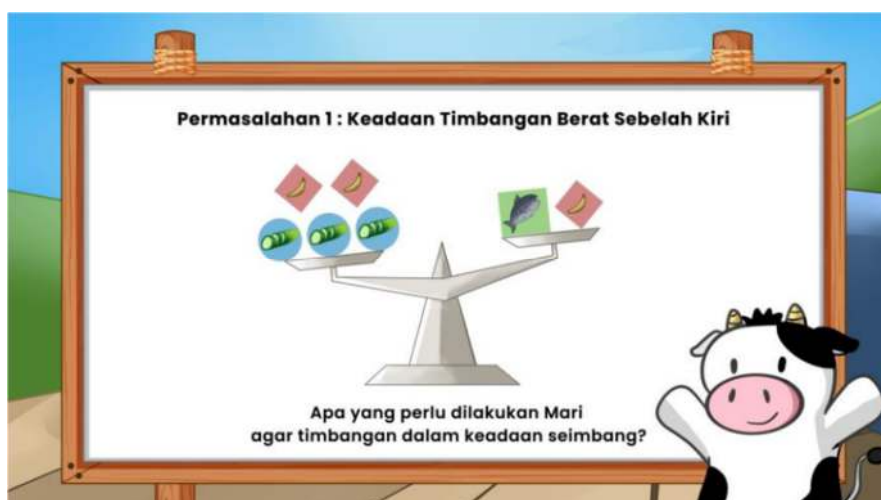 Permasalahan 1 : Keadaan Timbangan Berat Sebelah Kiri
Apa yang perlu dilakukan Mari
agar timbangan dalam keadaan seimbang?